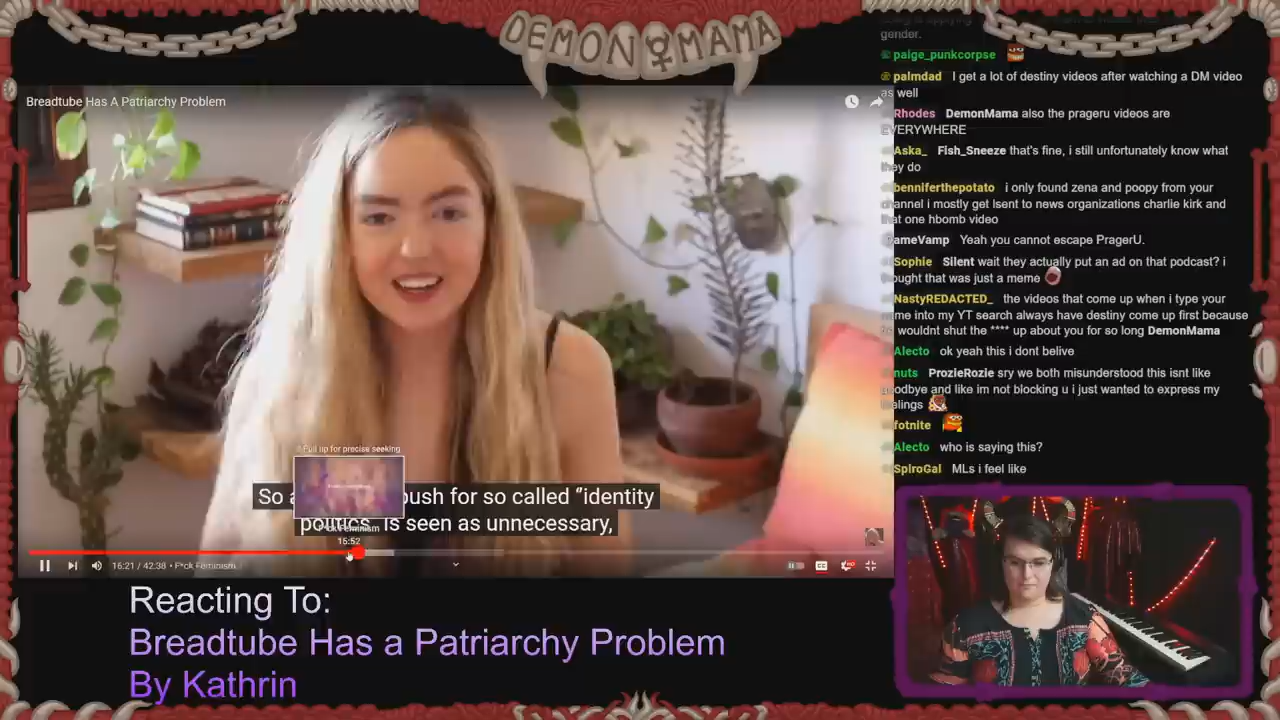 DEMON MAMA
Breadtube Has A Patriarchy Problem
gender.
paige_punkcorpse
palmdad I get a lot of destiny videos after watching a DM video
as well
Rhodes DemonMama also the prageru videos are
EVERYWHERE
Aska_ Fish_Sneeze that's fine, i still unfortunately know what
they do
benniferthepotato i only found zena and poopy from your
channel i mostly get lsent to news organizations charlie kirk and
that one hbomb video
ameVamp Yeah you cannot escape PragerU.
Sophie Silent wait they actually put an ad on that podcast? i
thought that was just a meme
NastyREDACTED_ the videos that come up when i type your
name into my YT search always have destiny come up first because
wouldnt shut the **** up about you for so long DemonMama
Alecto ok yeah this i dont belive
nuts ProzieRozie sry we both misunderstood this isnt like
goodbye and like im not blocking u i just wanted to express my
feelings
fotnite
Alecto who is saying this?
SpiroGal MLs i feel like
Pull up for precise seeking
So a push for so called "identity
politics" is seen as unnecessary,
F*ck Feminism
15:52
16:21 / 42:38 • F*ck Feminism
Reacting To:
Breadtube Has a Patriarchy Problem
By Kathrin